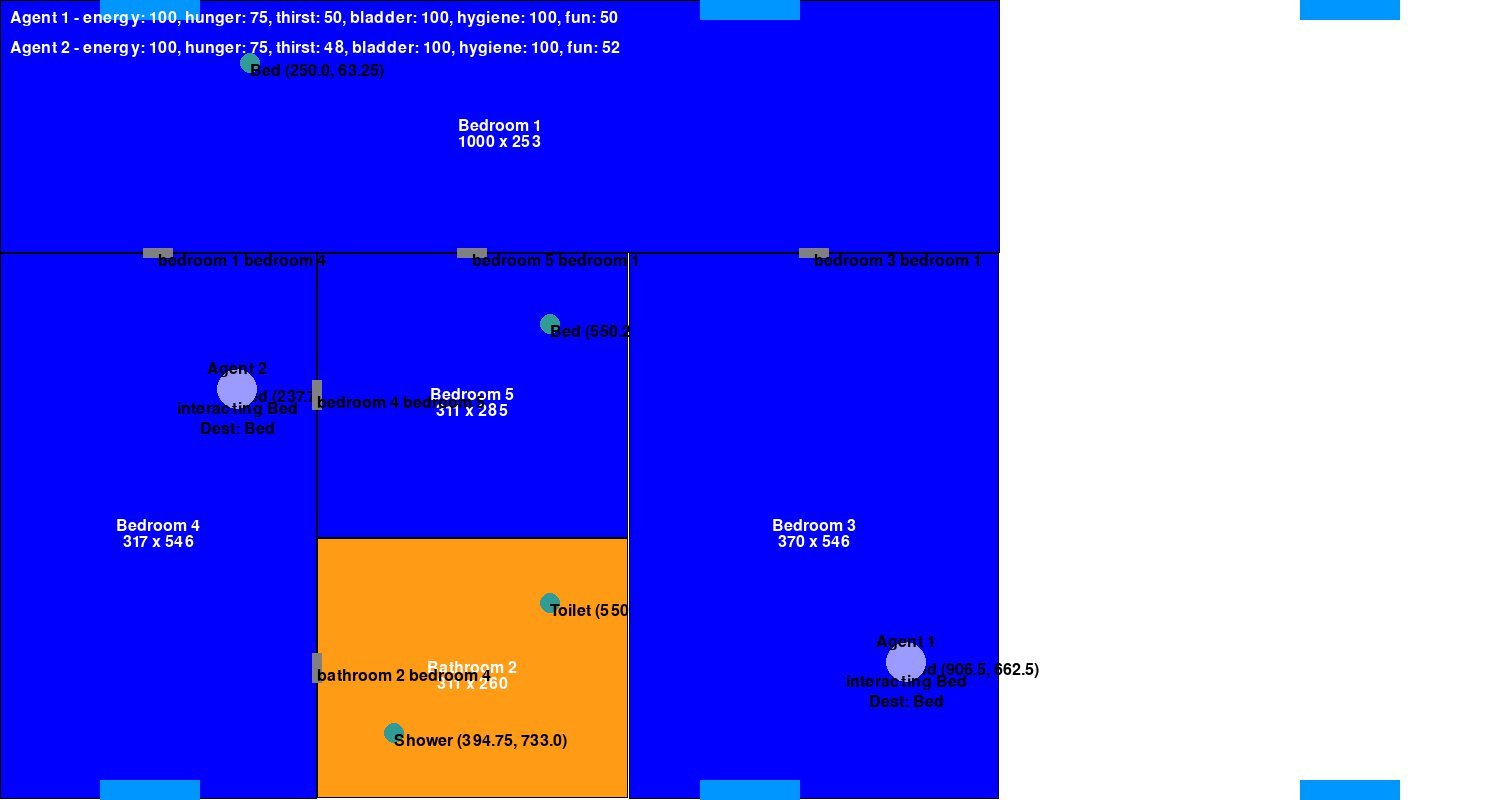 Agent 1 - energy: 100, hunger: 75, thirst: 50, bladder: 100, hygiene: 100, fun: 50
Agent 2 - energy: 100, hunger: 75, thirst: 48, bladder: 100, hygiene: 100, fun: 52
Bed (250.0, 63.25)
Bedroom 1
1000 x 253
bedroom 1 bedroom 4
bedroom 5 bedroom 1
bedroom 3 bedroom 1
Bed (550.2
Agent 2
ed (237.
interacting Bed
Dest: Bed
Bedroom 5
311 x 285
bedroom 4 bedroom
Bedroom 4
317 x 546
Bedroom 3
370 x 546
Toilet (550
Agent 1
ed (906.5, 662.5)
interacting Bed
Dest: Bed
Bathroom 2
311 x 260
bathroom 2 bedroom 4
Shower (394.75, 733.0)